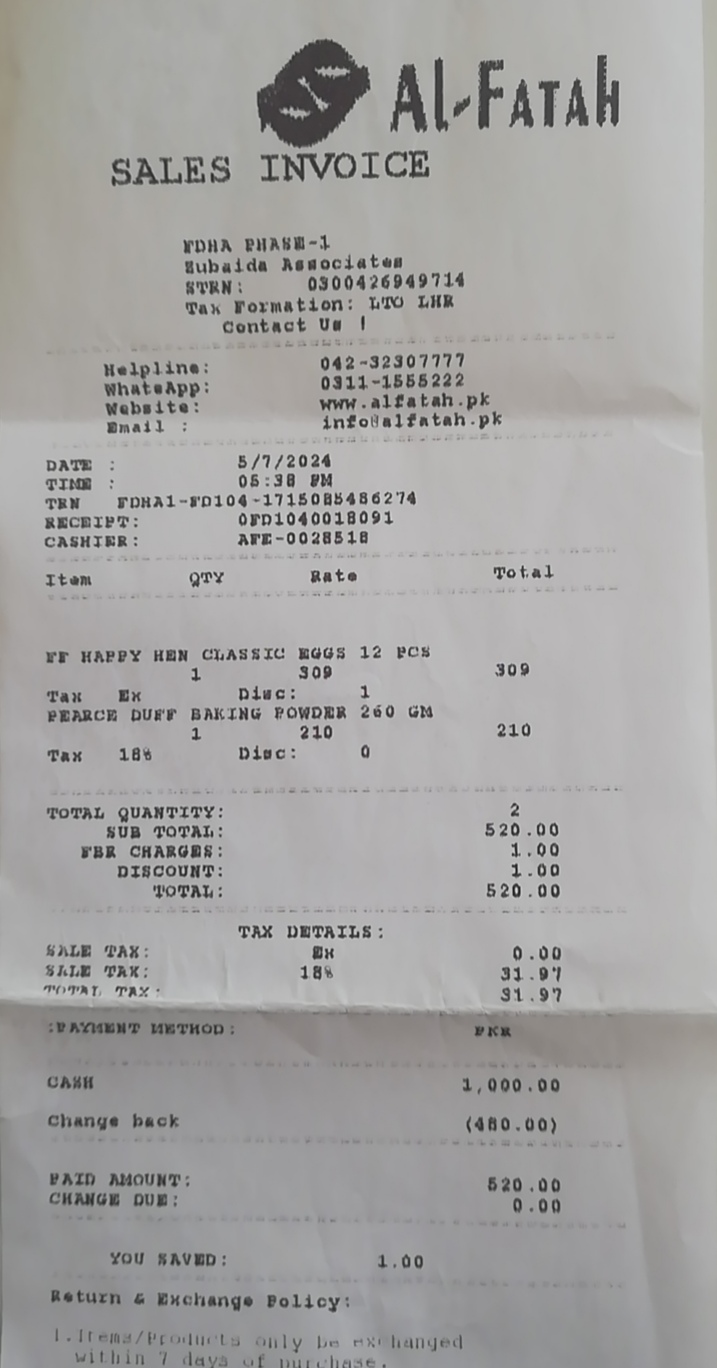 Al-Fatah
SALES INVOICE
FDHA PHASE-1
Zubaida Associates
STRN: 0300426949714
Tax Formation: LTO LHR
Contact Us !
Helpline: 042-32307777
WhatsApp: 0311-1555222
Website: www.alfatah.pk
Email : info@alfatah.pk
DATE : 5/7/2024
TIME : 05:38 PM
TRN FDHA1-FD104-1715085486274
RECEIPT: 0FD1040018091
CASHIER: AFE-0028518
Item QTY Rate Total
FF HAPPY HEN CLASSIC EGGS 12 PCS
1 309 309
Tax Ex Disc: 1
PEARCE DUFF BAKING POWDER 260 GM
1 210 210
Tax 18% Disc: 0
TOTAL QUANTITY: 2
SUB TOTAL: 520.00
FBR CHARGES: 1.00
DISCOUNT: 1.00
TOTAL: 520.00
TAX DETAILS:
SALE TAX: Ex 0.00
SALE TAX: 18% 31.97
TOTAL TAX: 31.97
:PAYMENT METHOD: PKR
CASH 1,000.00
Change back (480.00)
PAID AMOUNT: 520.00
CHANGE DUE: 0.00
YOU SAVED: 1.00
Return & Exchange Policy:
1.Items/Products only be exchanged
within 7 days of purchase.